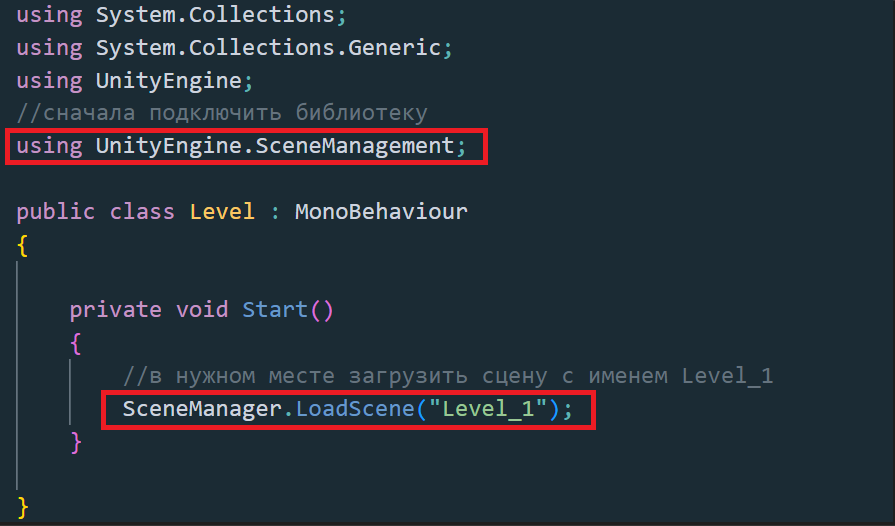 using System.Collections;
using System.Collections.Generic;
using UnityEngine;
//сначала подключить библиотеку
using UnityEngine.SceneManagement;
public class Level : MonoBehaviour
{
private void Start()
{
//в нужном месте загрузить сцену с именем Level_1
SceneManager.LoadScene("Level_1");
}
}